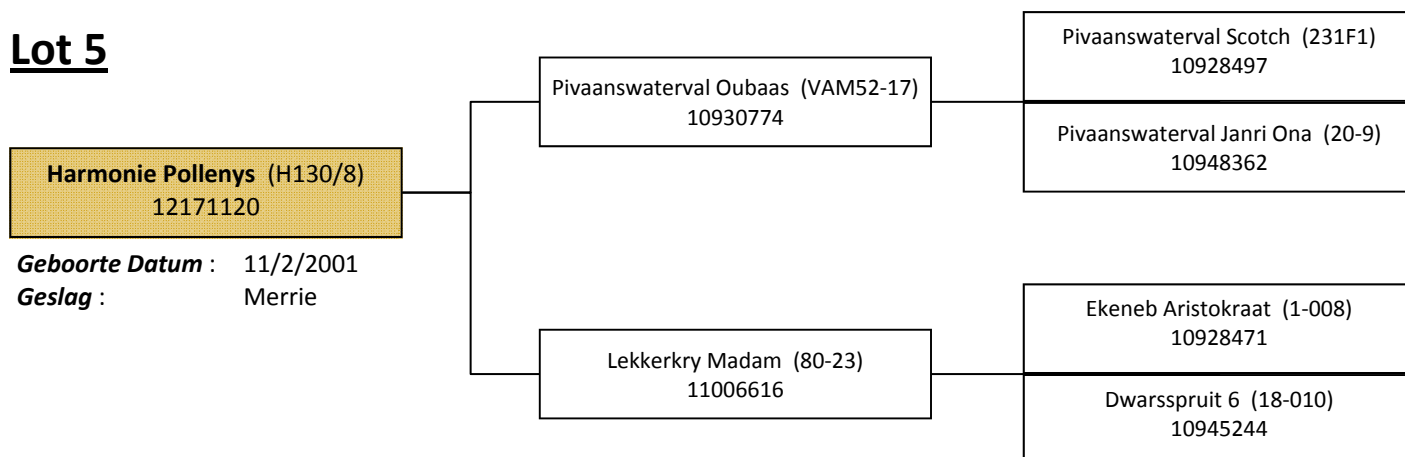 Lot 5
Harmonie Pollenys (H130/8)
12171120
Geboorte Datum : 11/2/2001
Geslag : Merrie
Pivaanswaterval Oubaas (VAM52-17)
10930774
Lekkerkry Madam (80-23)
11006616
Pivaanswaterval Scotch (231F1)
10928497
Pivaanswaterval Janri Ona (20-9)
10948362
Ekeneb Aristokraat (1-008)
10928471
Dwarsspruit 6 (18-010)
10945244